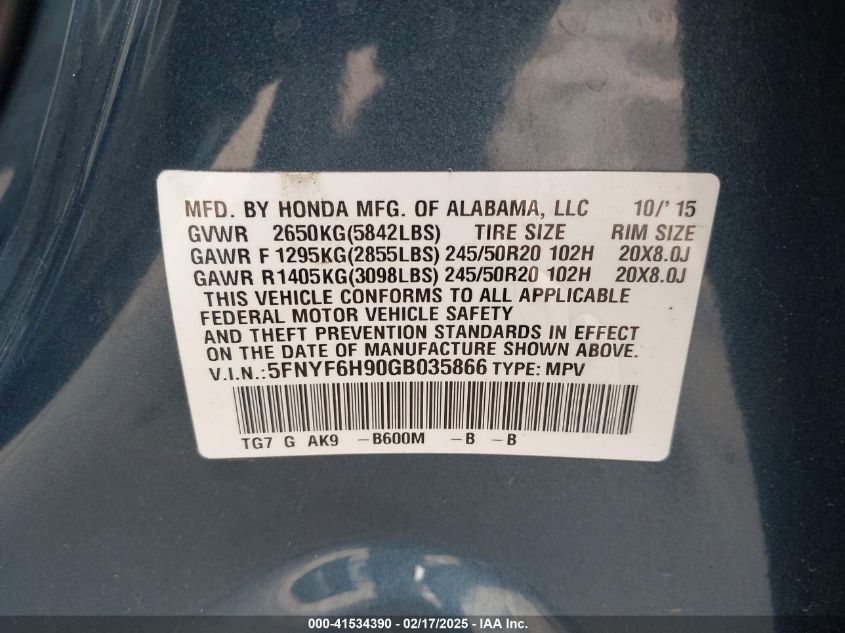 MFD. BY HONDA MFG. OF ALABAMA, LLC 10/' 15
GVWR 2650KG(5842LBS) TIRE SIZE RIM SIZE
GAWR F 1295KG(2855LBS) 245/50R20 102H 20X8.0J
GAWR R1405KG(3098LBS) 245/50R20 102H 20X8.0J
THIS VEHICLE CONFORMS TO ALL APPLICABLE
FEDERAL MOTOR VEHICLE SAFETY
AND THEFT PREVENTION STANDARDS IN EFFECT
ON THE DATE OF MANUFACTURE SHOWN ABOVE.
V.I.N.:5FNYF6H90GB035866 TYPE: MPV
TG7 G AK9 -B600M -B -B
000-41534390 - 02/17/2025 - IAA Inc.